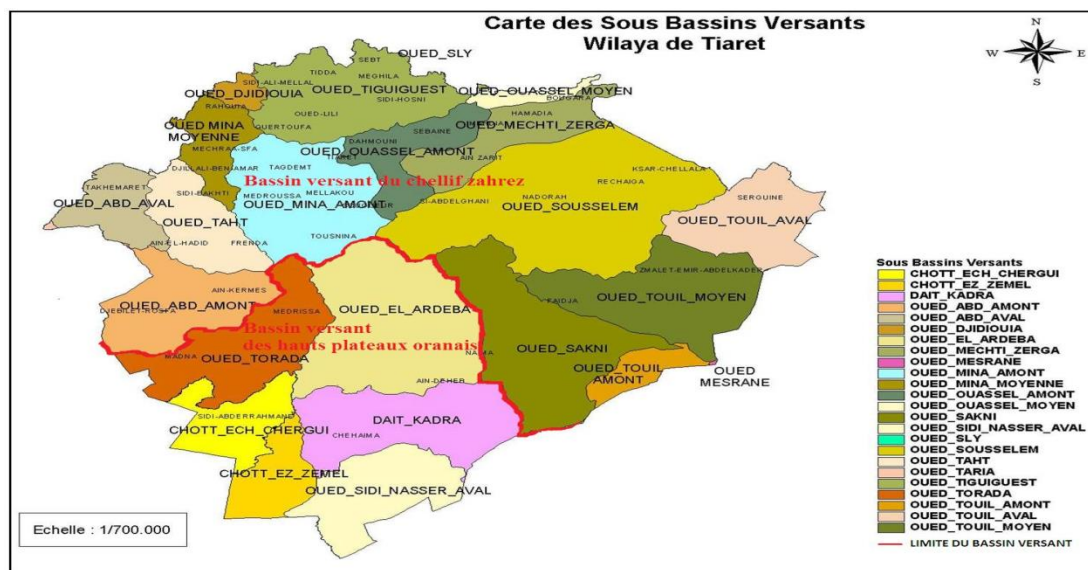 Carte des Sous Bassins Versants
Wilaya de Tiaret
N
W
E
S
OUED_SLY
SEBT
TIDDA
MEGHILA
SIDI-ALI-MELLAL
OUED_TIGUIGUEST
OUED_DJIDIOUIA
SIDI-HOSNI
OUED_OUASSEL_MOYEN
BOUGARA
RAHOUIA
OUED-LILI
HAMADIA
OUED MINA
MOYENNE
GUERTOUFA
SEBAINE
OUED_MECHTI_ZERGA
MECHRAA-SFA
DAHMOUNI
OUED_OUASSEL_AMONT
TIARET
AIN ZARIT
DJILLALI-BENAMAR
TAGDEMT
KSAR-CHELLALA
Bassin versant du chellif zahrez
RECHAIGA
TAKHEMARET
SIDI-BAKHTI
MEDROUSSA
MELLAKOU
NADORAH
SEROUINE
OUED_ABD_AVAL
OUED_MINA_AMONT
SI-ABDELGHANI
OUED_SOUSSELEM
OUED_TAHT
OUED_TOUIL_AVAL
AIN-EL-HADID
FRENDA
TOUSNINA
ZMALET-EMIR-ABDELKADER
AIN-KERMES
OUED_ABD_AMONT
DJEBILET-ROSFA
MEDRISSA
OUED_EL_ARDEBA
FAIDJA
OUED_TOUIL_MOYEN
Bassin versant
des hauts plateaux oranais
MADNA
OUED_TORADA
NAIMA
OUED_SAKNI
AIN-DEHEB
OUED_TOUIL
AMONT
OUED
MESRANE
SIDI-ABDERRAHMANE
DAIT_KADRA
CHOTT_ECH_CHERGUI
CHEHAIMA
CHOTT_EZ_ZEMEL
OUED_SIDI_NASSER_AVAL
Echelle : 1/700.000
Sous Bassins Versants
CHOTT_ECH_CHERGUI
CHOTT_EZ_ZEMEL
DAIT_KADRA
OUED_ABD_AMONT
OUED_ABD_AVAL
OUED_DJIDIOUIA
OUED_EL_ARDEBA
OUED_MECHTI_ZERGA
OUED_MESRANE
OUED_MINA_AMONT
OUED_MINA_MOYENNE
OUED_OUASSEL_AMONT
OUED_OUASSEL_MOYEN
OUED_SAKNI
OUED_SIDI_NASSER_AVAL
OUED_SLY
OUED_SOUSSELEM
OUED_TAHT
OUED_TARIA
OUED_TIGUIGUEST
OUED_TORADA
OUED_TOUIL_AMONT
OUED_TOUIL_AVAL
OUED_TOUIL_MOYEN
LIMITE DU BASSIN VERSANT